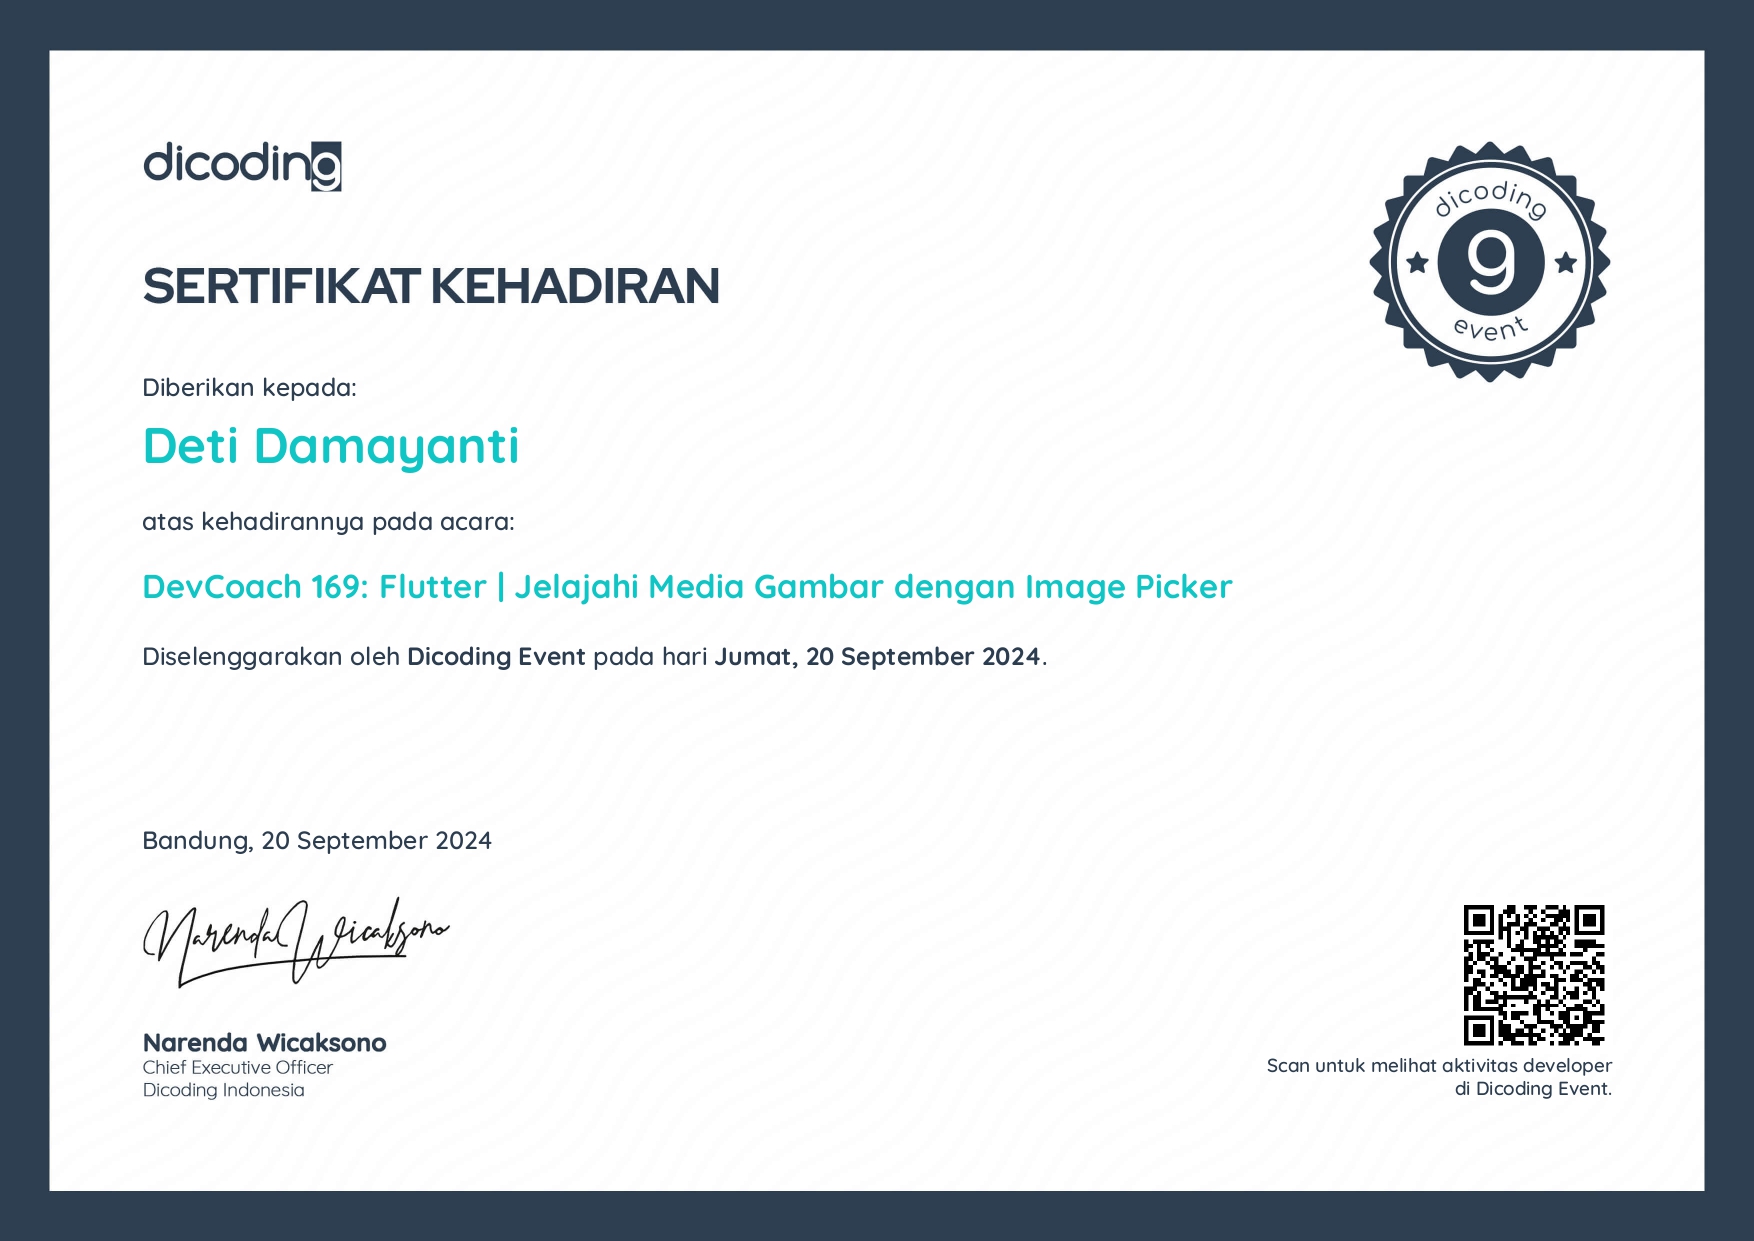 dicoding
dicoding
g
event
SERTIFIKAT KEHADIRAN
Diberikan kepada:
Deti Damayanti
atas kehadirannya pada acara:
DevCoach 169: Flutter | Jelajahi Media Gambar dengan Image Picker
Diselenggarakan oleh Dicoding Event pada hari Jumat, 20 September 2024.
Bandung, 20 September 2024
Narenda Wicaksono
Narenda Wicaksono
Chief Executive Officer
Dicoding Indonesia
Scan untuk melihat aktivitas developer
di Dicoding Event.